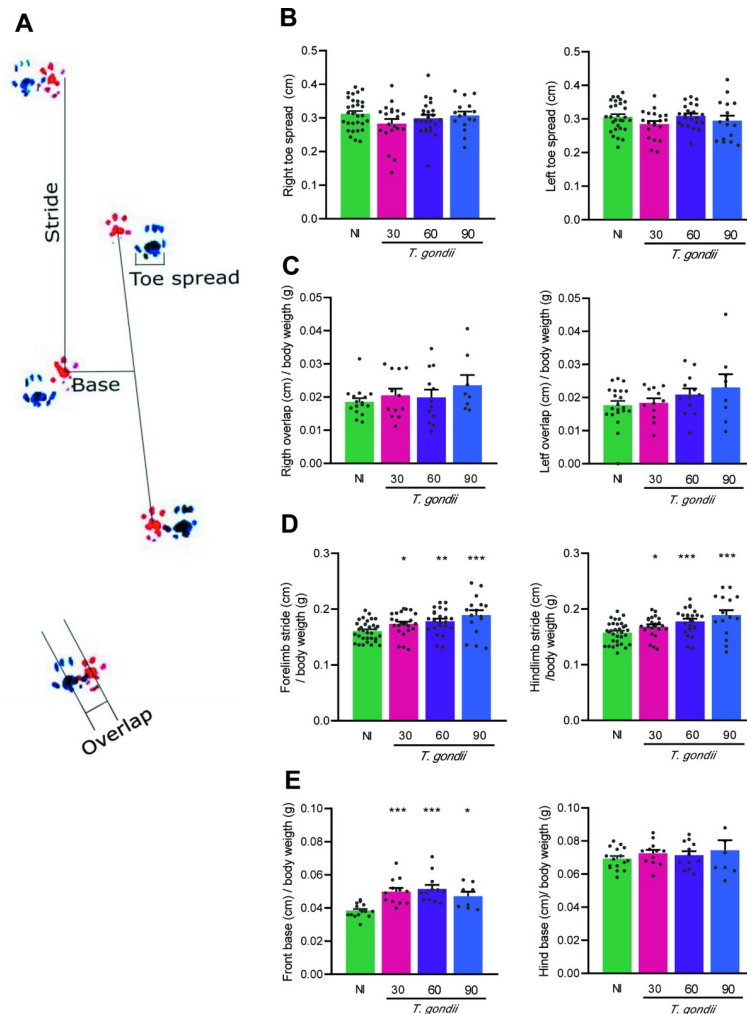 A
Stride
Toe spread
Base
Overlap
B
Right toe spread (cm)
0.5
0.4
0.3
0.2
0.1
0.0
NI 30 60 90
T. gondii
Left toe spread (cm)
0.5
0.4
0.3
0.2
0.1
0.0
NI 30 60 90
T. gondii
C
Rigth overlap (cm) / body weigth (g)
0.05
0.04
0.03
0.02
0.01
0.00
NI 30 60 90
T. gondii
Letf overlap (cm) / body weigth (g)
0.05
0.04
0.03
0.02
0.01
0.00
NI 30 60 90
T. gondii
D
Forelimb stride (cm)
/ body weigth (g)
0.3
0.2
0.1
0.0
* ** ***
NI 30 60 90
T. gondii
Hindlimb stride (cm)
/body weigth (g)
0.3
0.2
0.1
0.0
* *** ***
NI 30 60 90
T. gondii
E
Front base (cm) / body weigth (g)
0.10
0.08
0.06
0.04
0.02
0.00
*** *** *
NI 30 60 90
T. gondii
Hind base (cm)/ body weigth (g)
0.10
0.08
0.06
0.04
0.02
0.00
NI 30 60 90
T. gondii